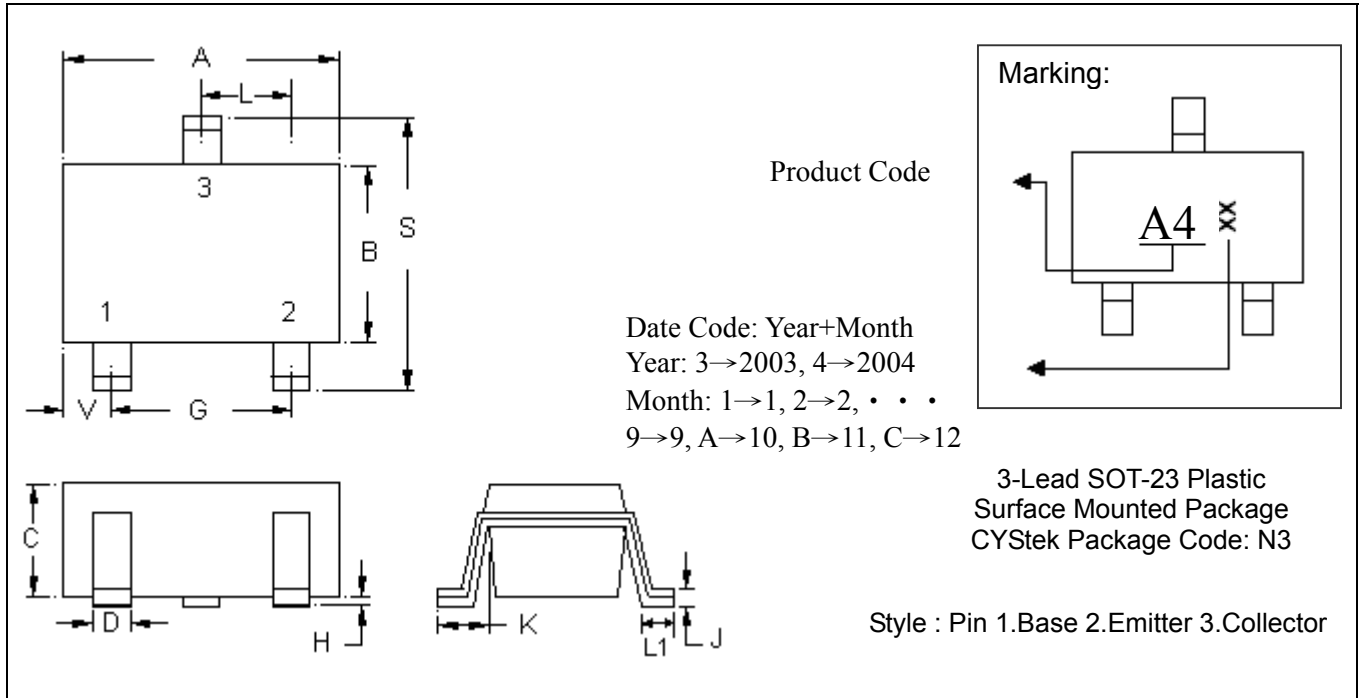 A
L
3
S
B
1
2
V
G
Marking:
Product Code
A4
XX
Date Code: Year+Month
Year: 3→2003, 4→2004
Month: 1→1, 2→2, ・ ・ ・
9→9, A→10, B→11, C→12
C
D
H
K
L1
J
3-Lead SOT-23 Plastic
Surface Mounted Package
CYStek Package Code: N3
Style : Pin 1.Base 2.Emitter 3.Collector